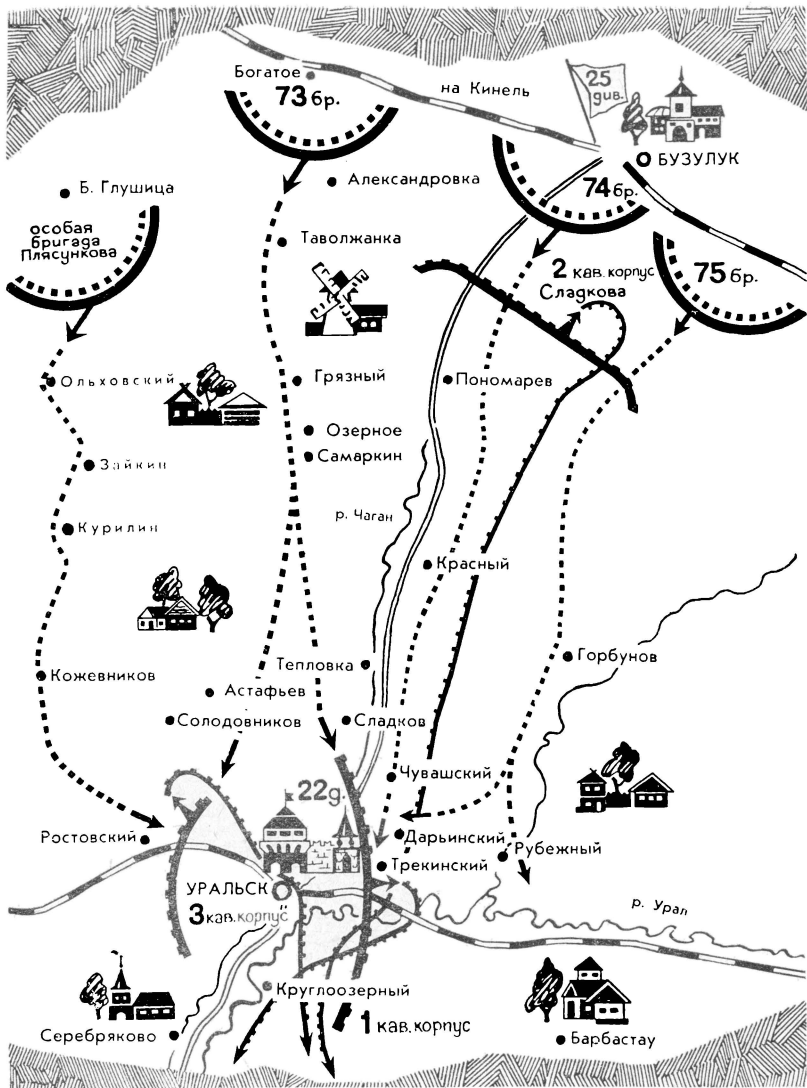 Богатое
73 бр.
на Кинель
25
див.
БУЗУЛУК
Б. Глушица
Александровка
74 бр.
особая
бригада
Плясункова
Таволжанка
2 кав. корпус
Сладкова
75 бр.
Ольховский
Грязный
Пономарев
Озерное
Самаркин
Зайкин
р. Чаган
Курилин
Красный
Кожевников
Тепловка
Горбунов
Астафьев
Солодовников
Сладков
Чувашский
22 д.
Ростовский
Дарьинский
Рубежный
Трекинский
УРАЛЬСК
3 кав. корпус
р. Урал
Круглоозерный
1 кав. корпус
Серебряково
Барбастау